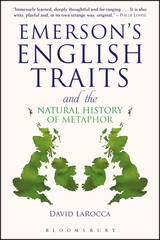 "Immensely learned, deeply thoughtful and far-ranging . . . It is also
witty, playful and, in its own strange way, original." – PHILLIP LOPATE
EMERSON'S
ENGLISH
TRAITS
and the
NATURAL HISTORY
OF METAPHOR
DAVID LAROCCA
BLOOMSBURY